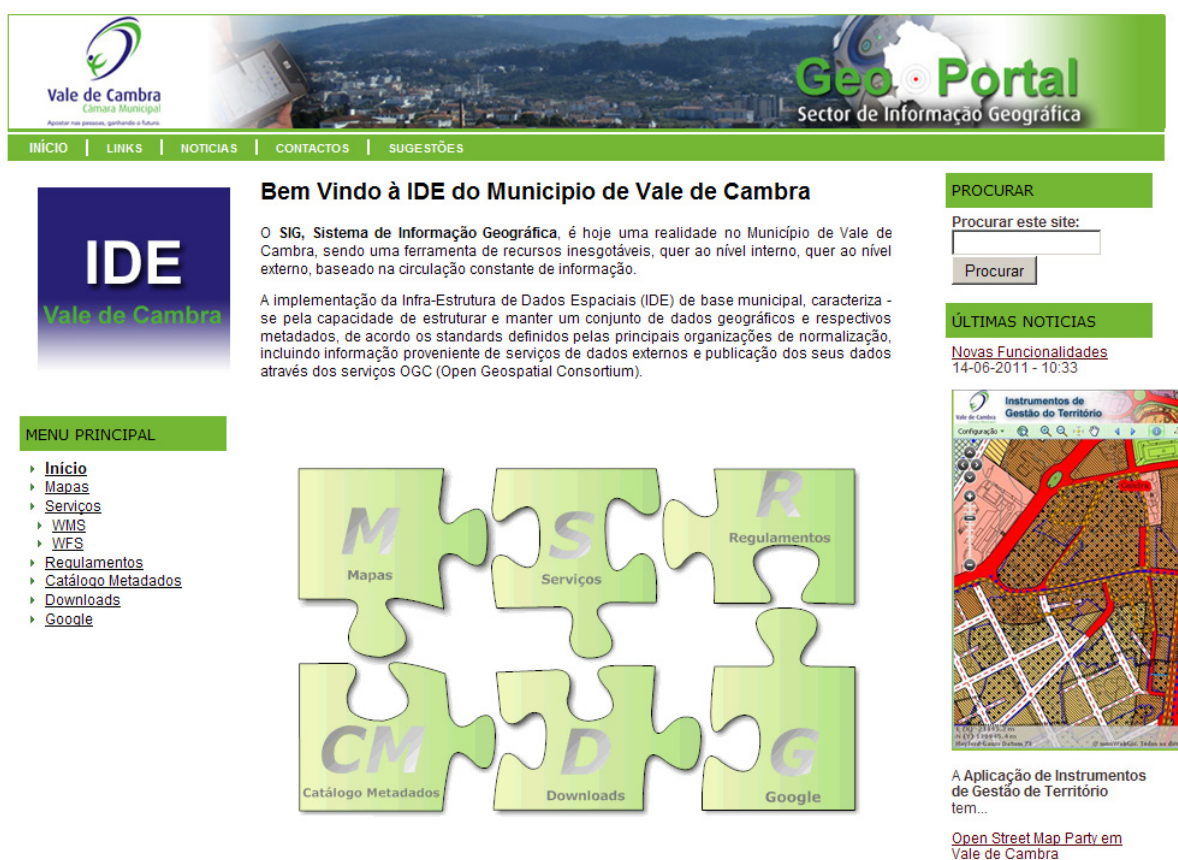 Vale de Cambra
Câmara Municipal
Apostar nas pessoas, ganhando o futuro.
Geo Portal
Sector de Informação Geográfica
INÍCIO
LINKS
NOTICIAS
CONTACTOS
SUGESTÕES
IDE
Vale de Cambra
MENU PRINCIPAL
Início
Mapas
Serviços
WMS
WFS
Regulamentos
Catálogo Metadados
Downloads
Google
Bem Vindo à IDE do Municipio de Vale de Cambra
O SIG, Sistema de Informação Geográfica, é hoje uma realidade no Município de Vale de
Cambra, sendo uma ferramenta de recursos inesgotáveis, quer ao nível interno, quer ao nível
externo, baseado na circulação constante de informação.
A implementação da Infra-Estrutura de Dados Espaciais (IDE) de base municipal, caracteriza -
se pela capacidade de estruturar e manter um conjunto de dados geográficos e respectivos
metadados, de acordo os standards definidos pelas principais organizações de normalização,
incluindo informação proveniente de serviços de dados externos e publicação dos seus dados
através dos serviços OGC (Open Geospatial Consortium).
M
Mapas
S
Serviços
R
Regulamentos
CM
Catálogo Metadados
D
Downloads
G
Google
PROCURAR
Procurar este site:
Procurar
ÚLTIMAS NOTICIAS
Novas Funcionalidades
14-06-2011 - 10:33
Vale de Cambra
Instrumentos de
Gestão do Território
Configuração
A Aplicação de Instrumentos
de Gestão de Território
tem...
Open Street Map Party em
Vale de Cambra